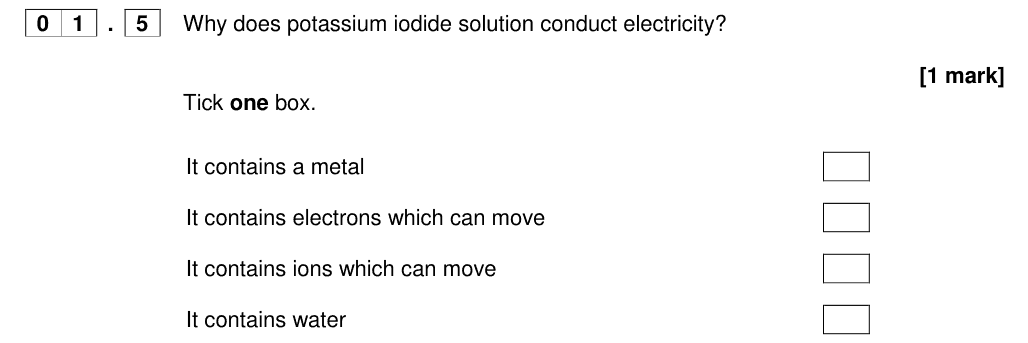 0 1 . 5 Why does potassium iodide solution conduct electricity?
[1 mark]
Tick one box.
It contains a metal
It contains electrons which can move
It contains ions which can move
It contains water